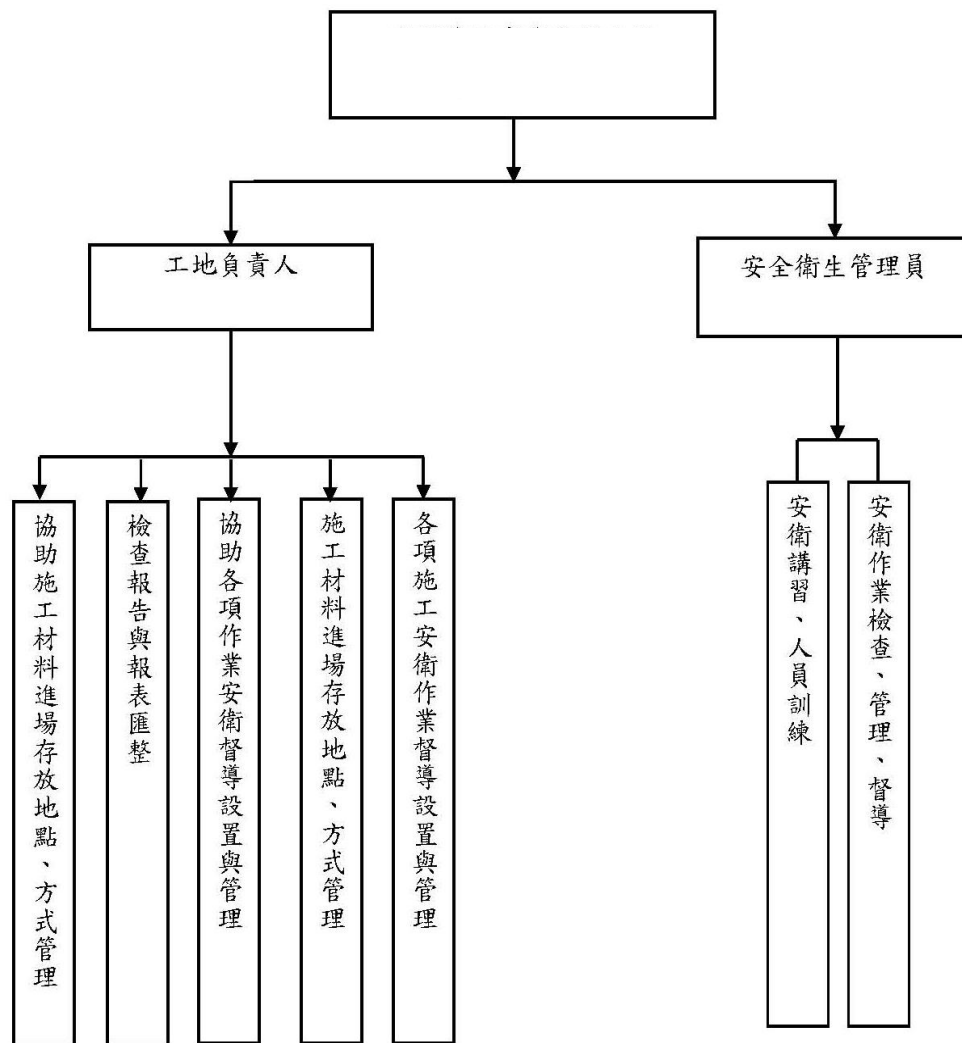 工地負責人
安全衛生管理員
協助施工材料進場存放地點、方式管理
檢查報告與報表匯整
協助各項作業安衛督導設置與管理
施工材料進場存放地點、方式管理
各項施工安衛作業督導設置與管理
安衛講習、人員訓練
安衛作業檢查、管理、督導